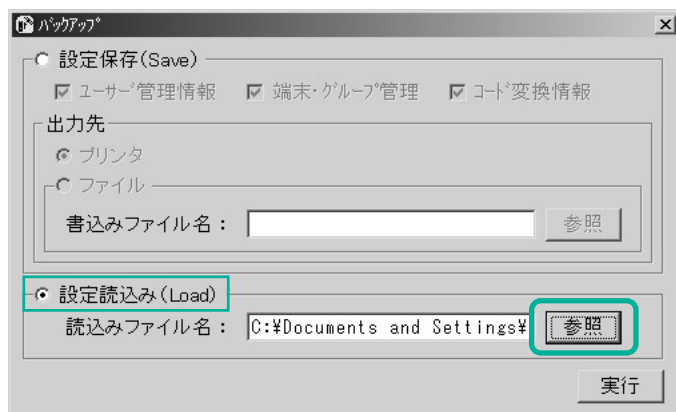 バックアップ
設定保存(Save)
ユーザー管理情報 端末・グループ管理 コード変換情報
出力先
プリンタ
ファイル
書込みファイル名: 参照
設定読込み(Load)
読込みファイル名: C:¥Documents and Settings¥ 参照
実行